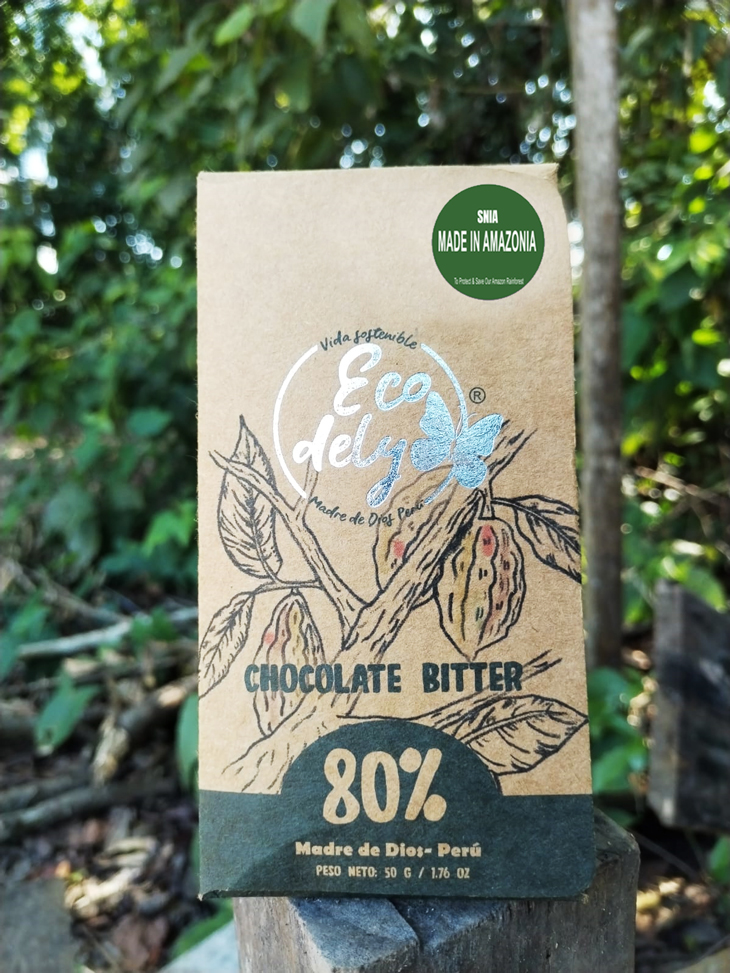 SNIA
MADE IN AMAZONIA
To Protect & Save Our Amazon Rainforest
Vida sostenible
Eco
dely
®
Madre de Dios Perú
CHOCOLATE BITTER
80%
Madre de Dios- Perú
PESO NETO: 50 G / 1.76 OZ